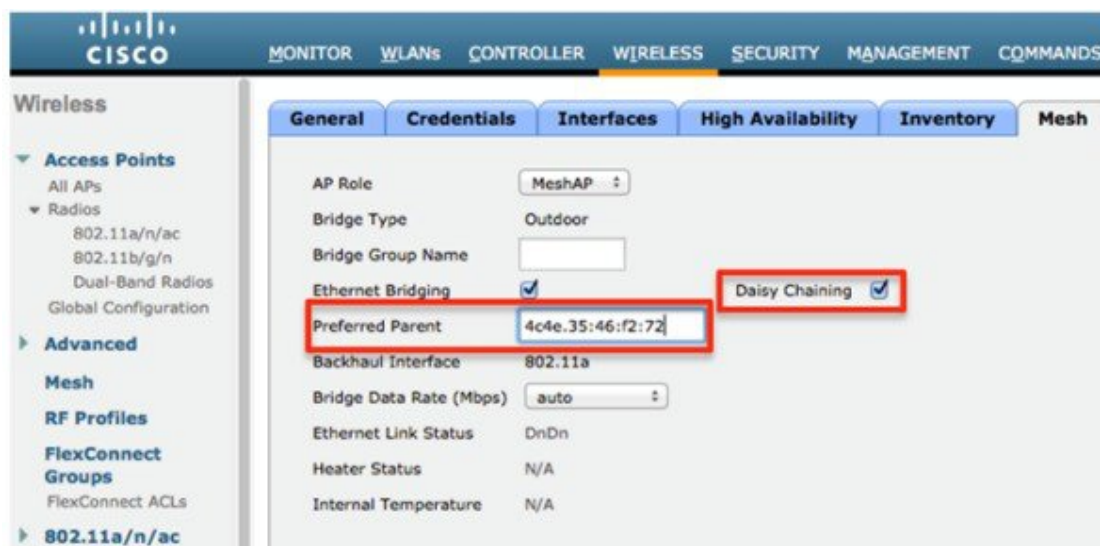 CISCO
MONITOR WLANs CONTROLLER WIRELESS SECURITY MANAGEMENT COMMANDS
Wireless
Access Points
All APs
Radios
802.11a/n/ac
802.11b/g/n
Dual-Band Radios
Global Configuration
Advanced
Mesh
RF Profiles
FlexConnect
Groups
FlexConnect ACLs
802.11a/n/ac
General Credentials Interfaces High Availability Inventory Mesh
AP Role MeshAP
Bridge Type Outdoor
Bridge Group Name
Ethernet Bridging Daisy Chaining
Preferred Parent 4c4e.35:46:f2:72
Backhaul Interface 802.11a
Bridge Data Rate (Mbps) auto
Ethernet Link Status DnDn
Heater Status N/A
Internal Temperature N/A